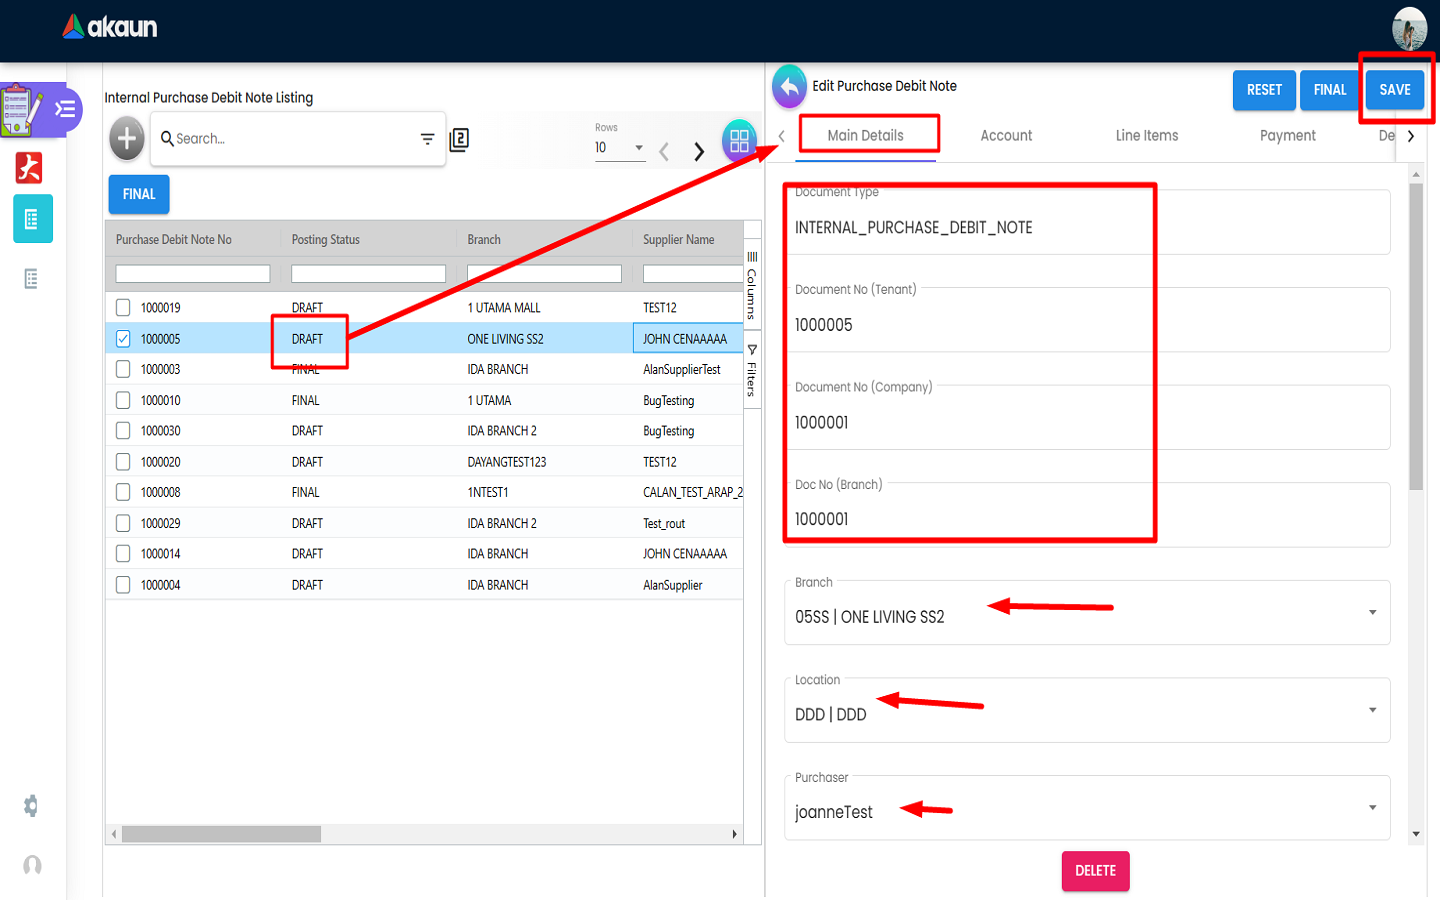 akaun
Internal Purchase Debit Note Listing
Search...
2
Rows
10
FINAL
Purchase Debit Note No Posting Status Branch Supplier Name
1000019 DRAFT 1 UTAMA MALL TEST12
1000005 DRAFT ONE LIVING SS2 JOHN CENAAAAA
1000003 FINAL IDA BRANCH AlanSupplierTest
1000010 FINAL 1 UTAMA BugTesting
1000030 DRAFT IDA BRANCH 2 BugTesting
1000020 DRAFT DAYANGTEST123 TEST12
1000008 FINAL 1NTEST1 CALAN_TEST_ARAP_2
1000029 DRAFT IDA BRANCH 2 Test_rout
1000014 DRAFT IDA BRANCH JOHN CENAAAAA
1000004 DRAFT IDA BRANCH AlanSupplier
Columns
Filters
Edit Purchase Debit Note
RESET FINAL SAVE
Main Details Account Line Items Payment De
Document Type
INTERNAL_PURCHASE_DEBIT_NOTE
Document No (Tenant)
1000005
Document No (Company)
1000001
Doc No (Branch)
1000001
Branch
05SS | ONE LIVING SS2
Location
DDD | DDD
Purchaser
joanneTest
DELETE